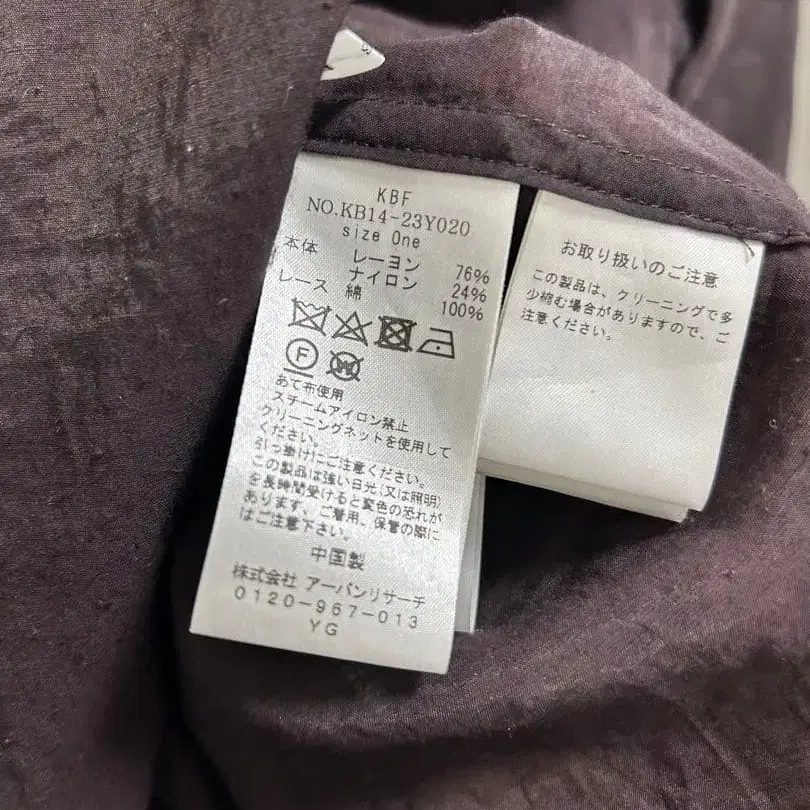 KBF
NO.KB14-23Y020
size One
本体 レーヨン 76%
ナイロン 24%
レース 綿 100%
F
W
あて布使用
スチームアイロン禁止
クリーニングネットを使用して
ください。
引っ掛けにご注意ください。
この製品は強い日光(又は照明)
を長時間受けると変色の恐れが
あります、ご着用、保管の際に
はご注意下さい。
中国製
株式会社 アーバンリサーチ
0120-967-013
YG
お取り扱いのご注意
この製品は、クリーニングで多
少縮む場合がありますので、ご
注意ください。